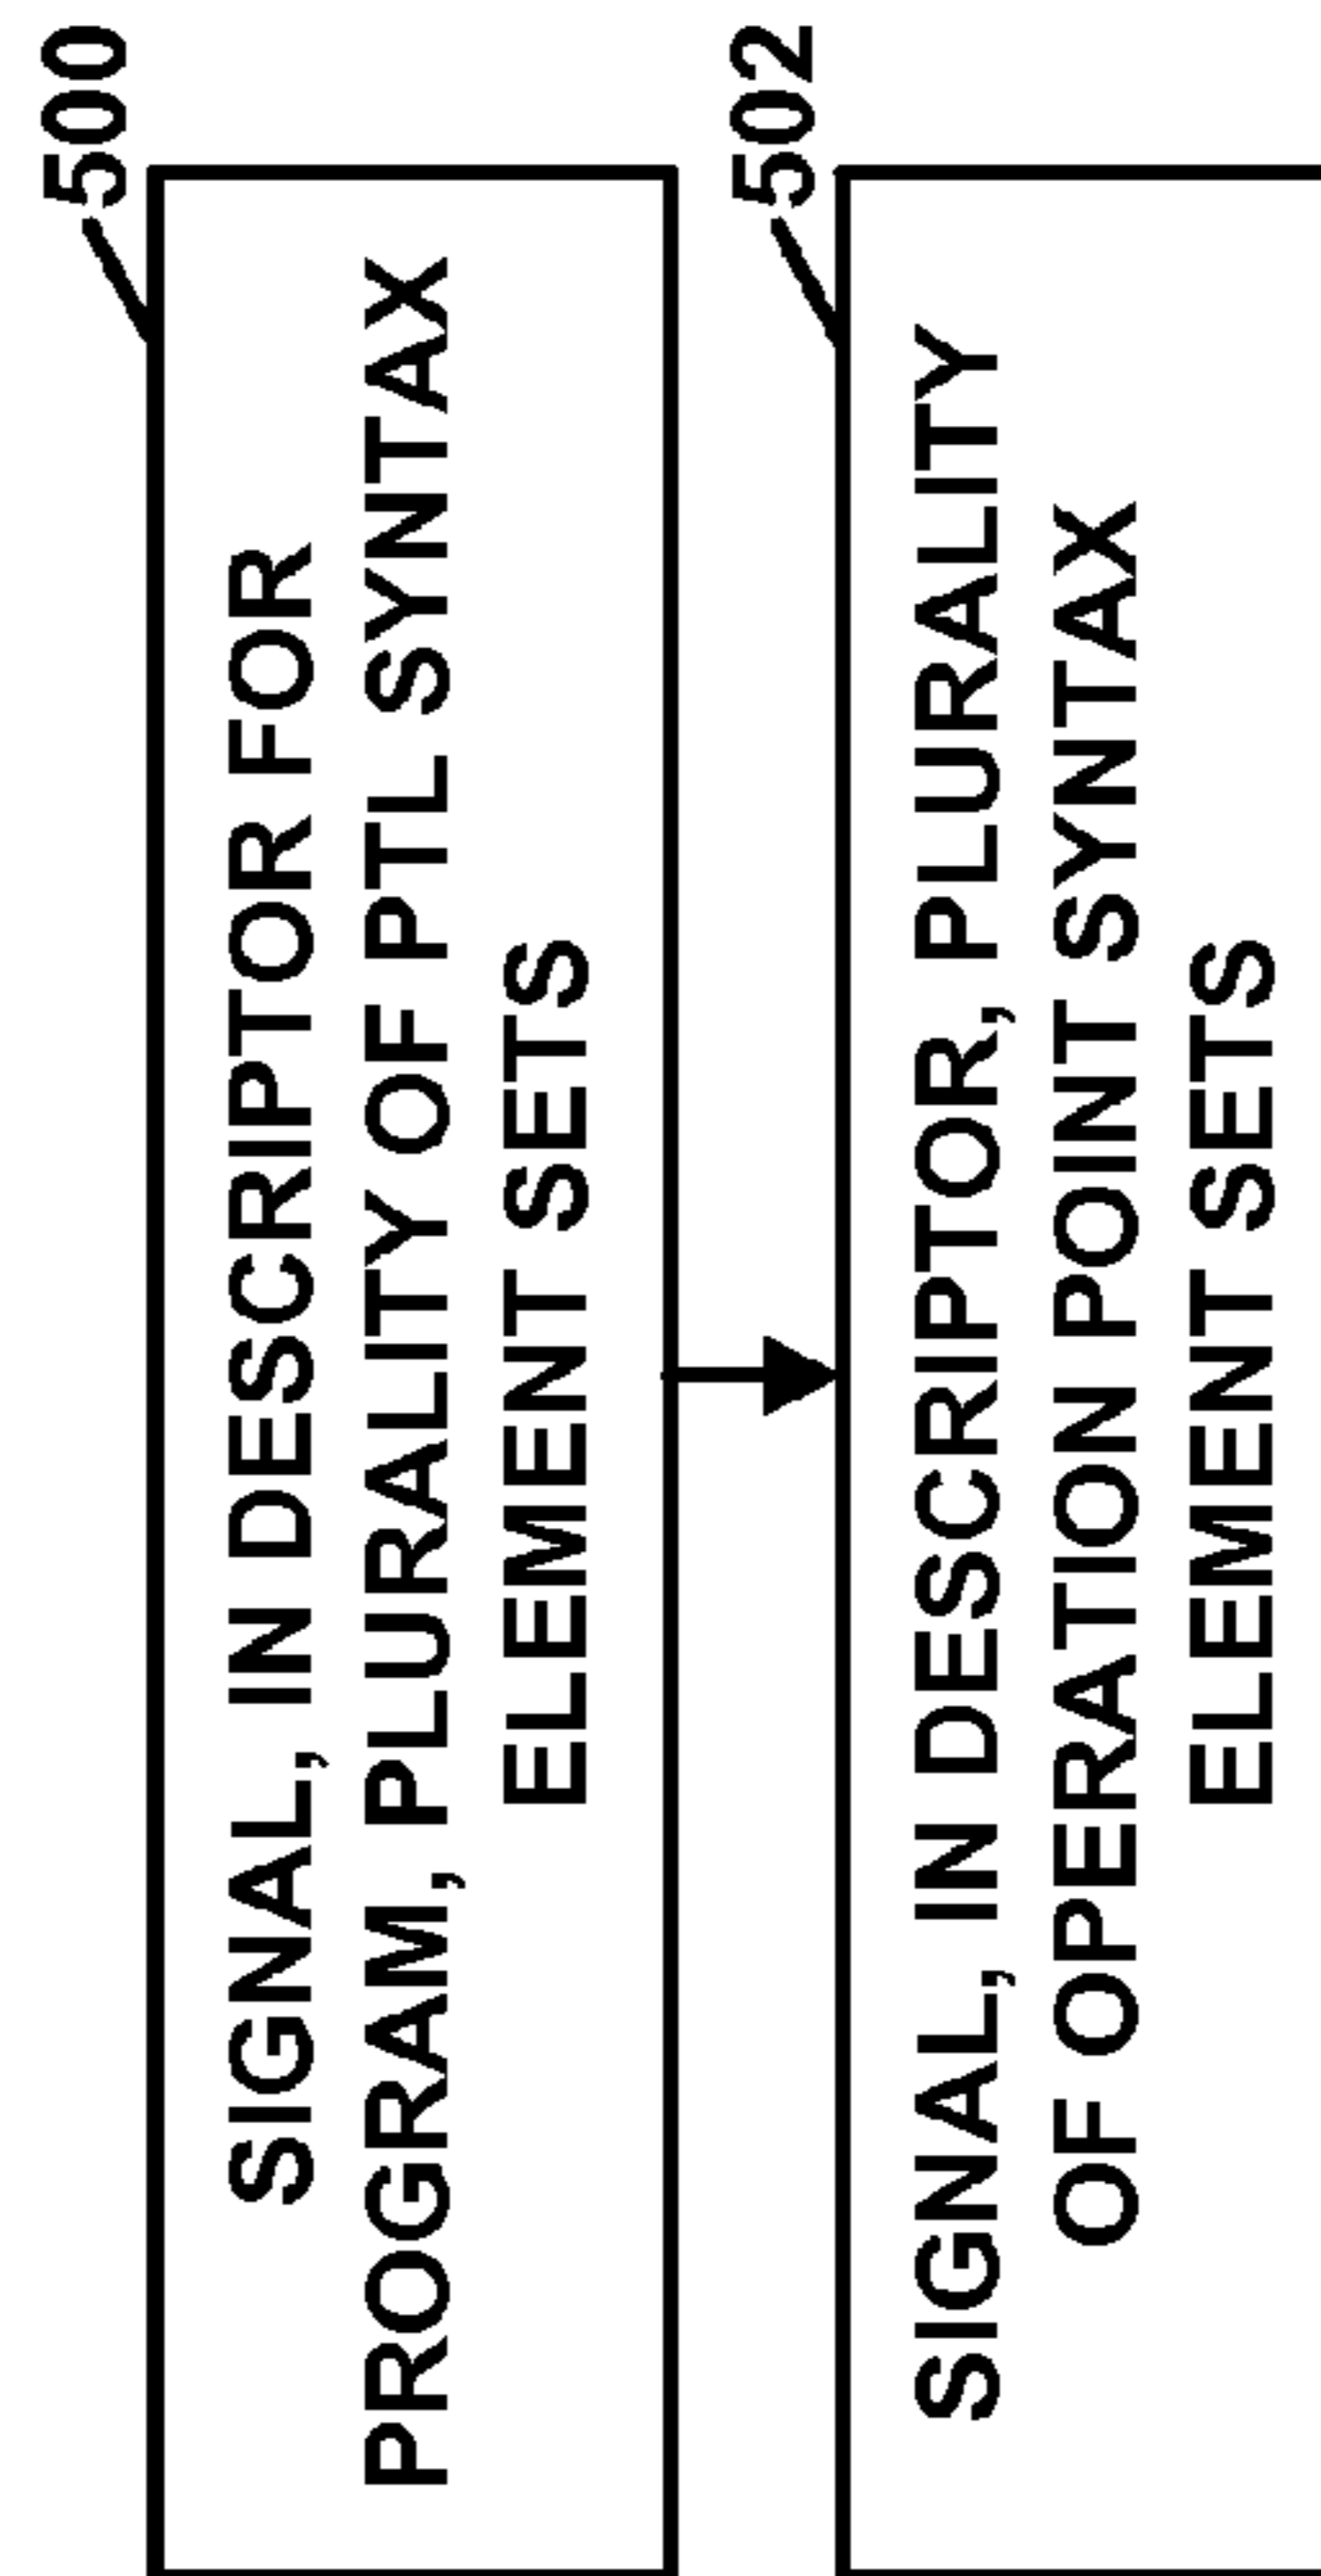 500
SIGNAL, IN DESCRIPTOR FOR
PROGRAM, PLURALITY OF PTL SYNTAX
ELEMENT SETS
502
SIGNAL, IN DESCRIPTOR, PLURALITY
OF OPERATION POINT SYNTAX
ELEMENT SETS